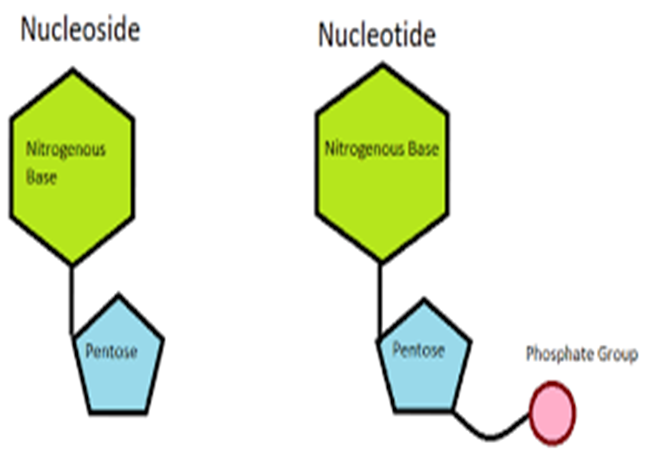 Nucleoside
Nitrogenous
Base
Pentose
Nucleotide
Nitrogenous Base
Pentose
Phosphate Group